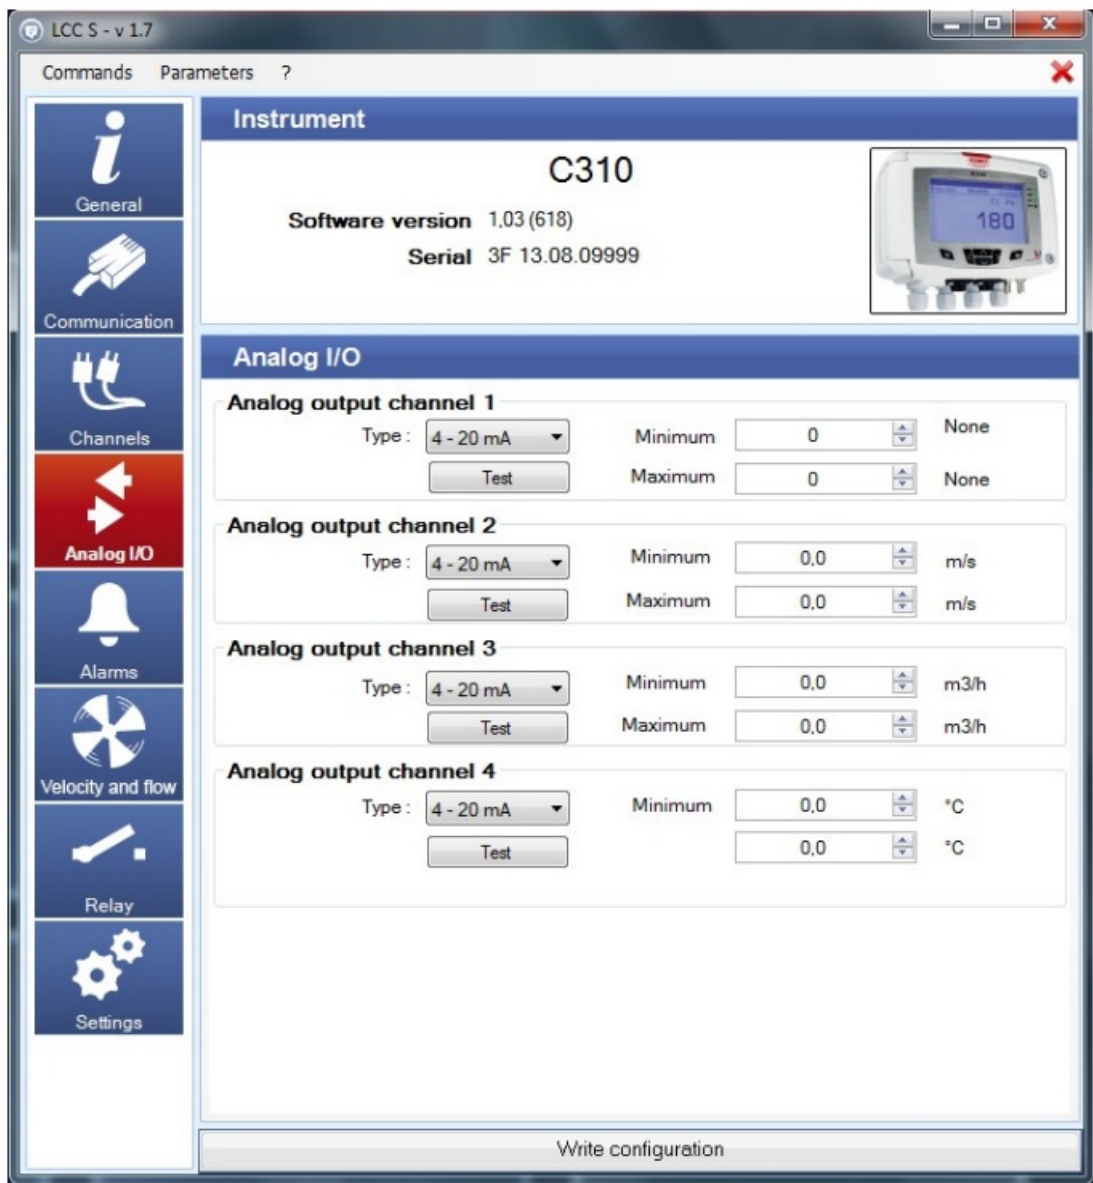 LCC S - v 1.7
Commands Parameters ?
General
Communication
Channels
Analog I/O
Alarms
Velocity and flow
Relay
Settings
Instrument
C310
Software version 1,03 (618)
Serial 3F 13.08.09999
180
Analog I/O
Analog output channel 1
Type : 4 - 20 mA Minimum 0 None
Test Maximum 0 None
Analog output channel 2
Type : 4 - 20 mA Minimum 0,0 m/s
Test Maximum 0,0 m/s
Analog output channel 3
Type : 4 - 20 mA Minimum 0,0 m3/h
Test Maximum 0,0 m3/h
Analog output channel 4
Type : 4 - 20 mA Minimum 0,0 °C
Test 0,0 °C
Write configuration